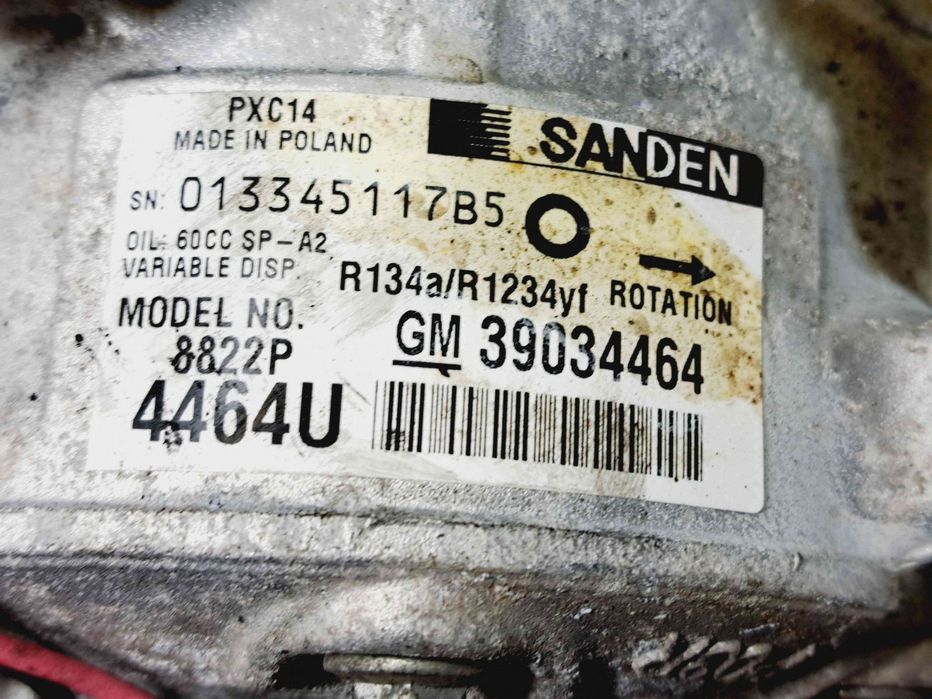 PXC14
MADE IN POLAND
SANDEN
SN: 013345117B5
OIL: 60CC SP-A2
VARIABLE DISP.
R134a/R1234yf
ROTATION
MODEL NO.
8822P
GM 39034464
4464U